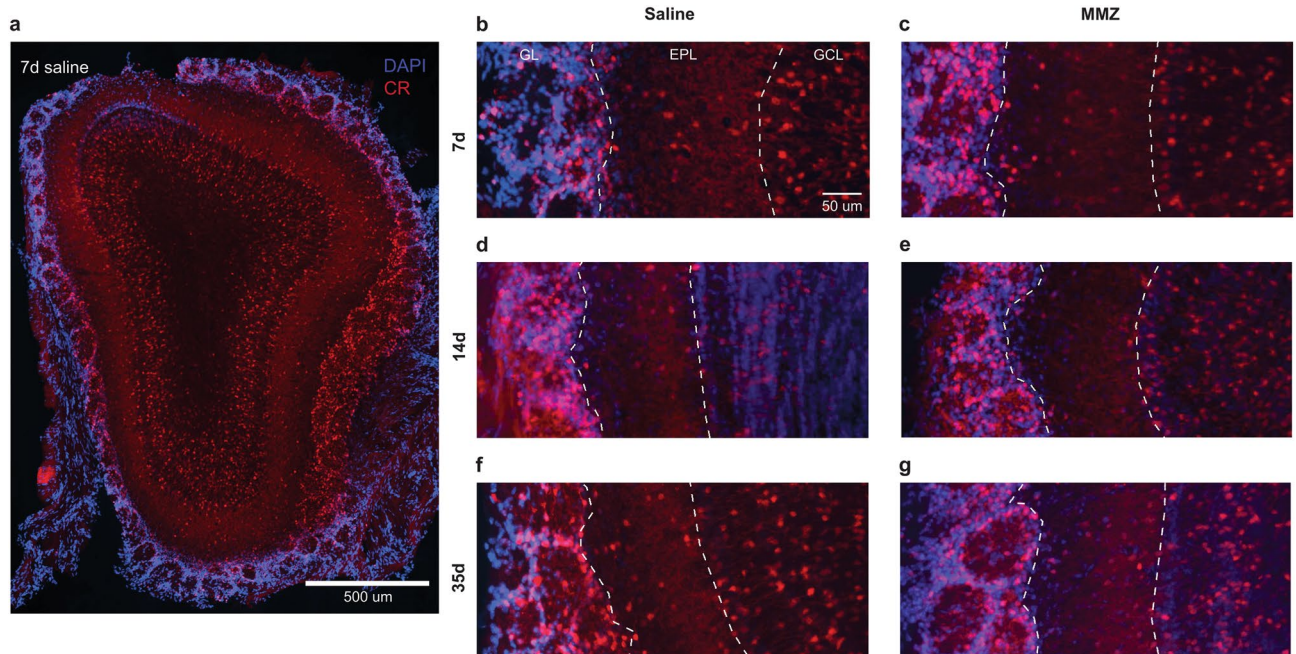 Saline
MMZ
a
b
c
7d saline
DAPI
CR
GL
EPL
GCL
7d
50 um
d
e
14d
f
g
35d
500 um